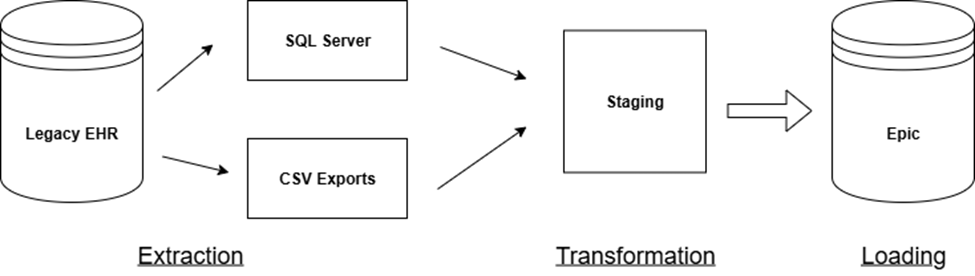 SQL Server
Legacy EHR
CSV Exports
Staging
Epic
Extraction
Transformation
Loading